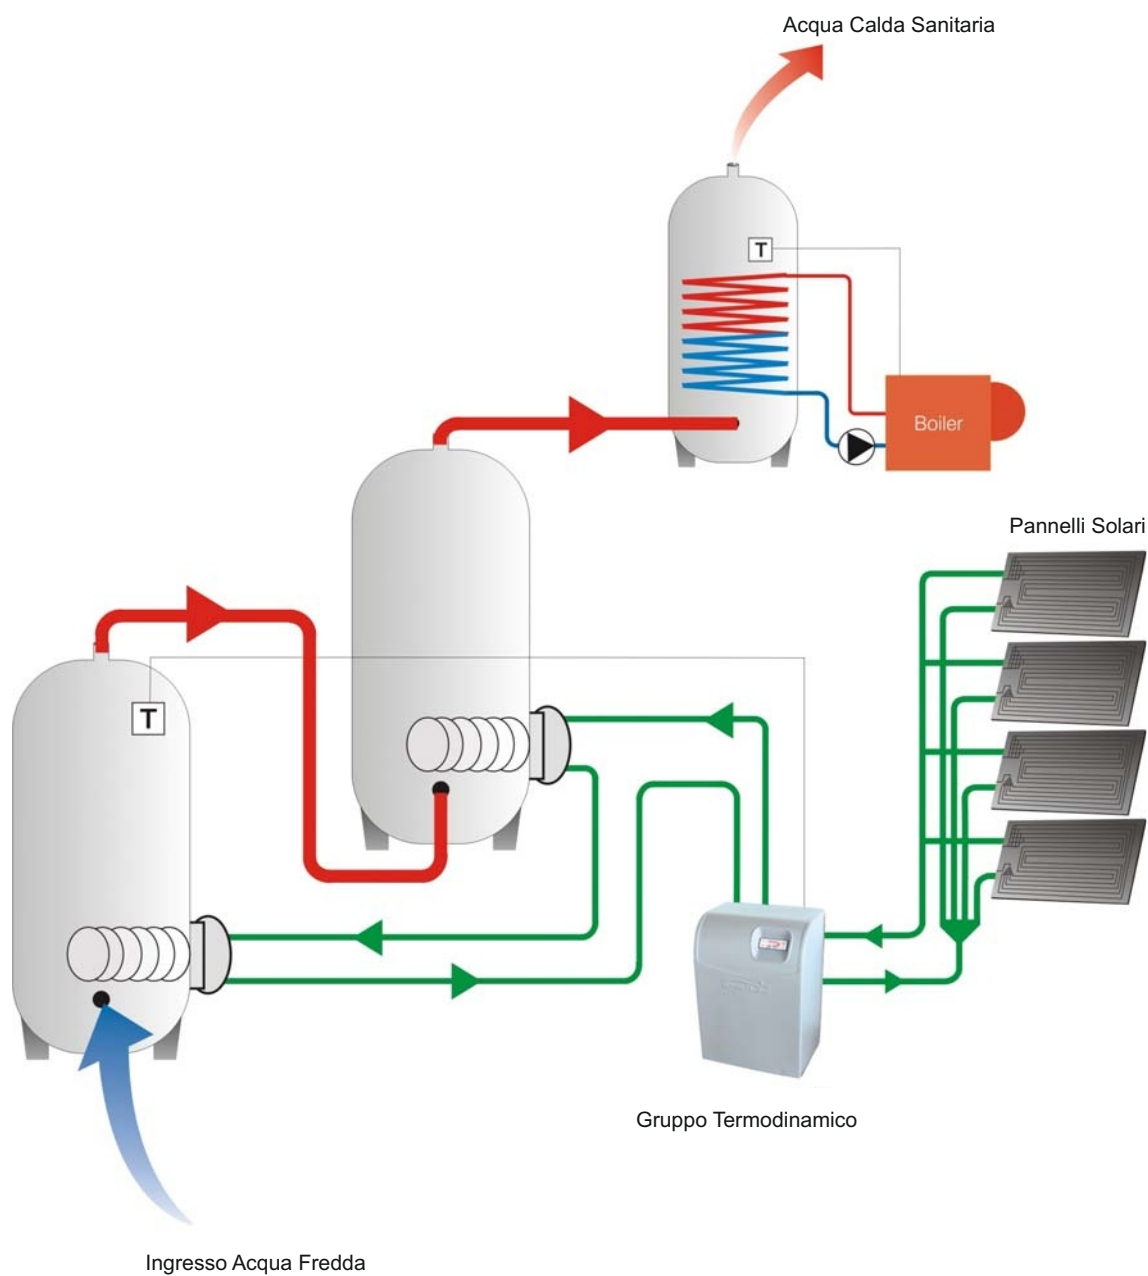 Acqua Calda Sanitaria
T
Boiler
Pannelli Solari
T
Gruppo Termodinamico
Ingresso Acqua Fredda